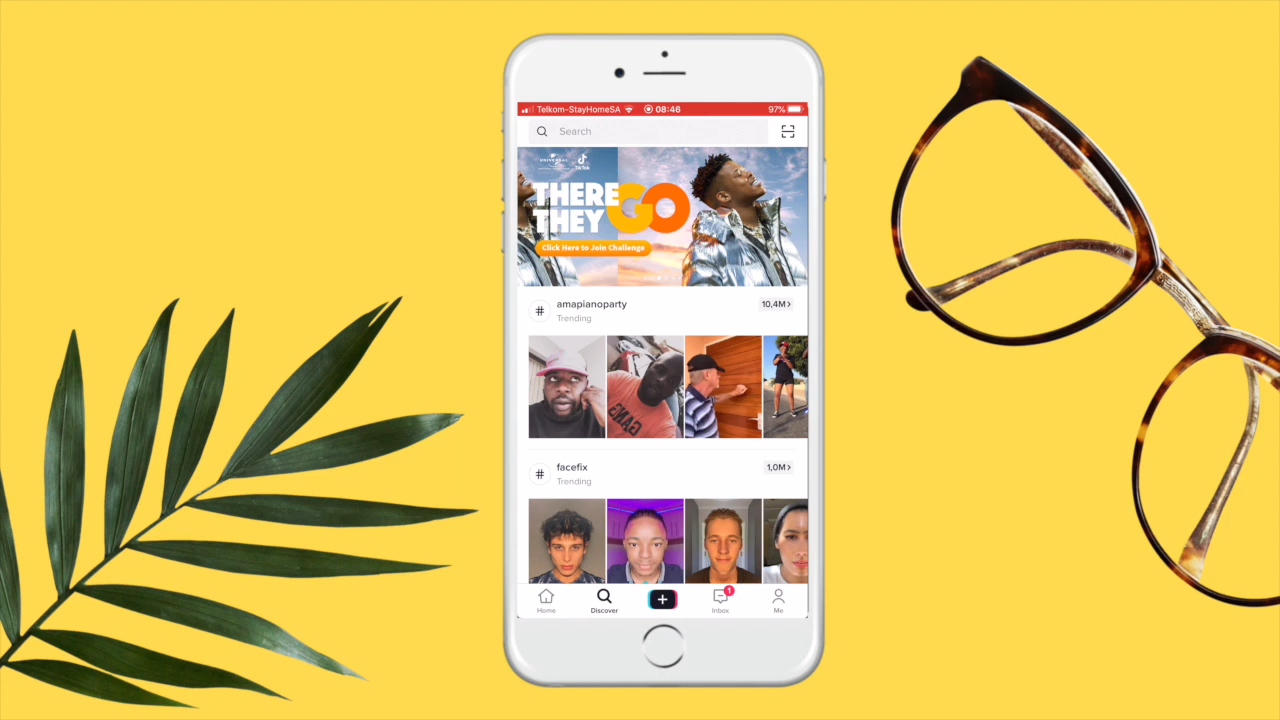 Telkom-StayHomeSA 08:46 97%
Search
UNIVERSAL TikTok
THERE
THEY GO
Click Here to Join Challenge
amapianoparty 10,4M
Trending
GANG
facefix 1,0M
Trending
1
Home Discover Inbox Me